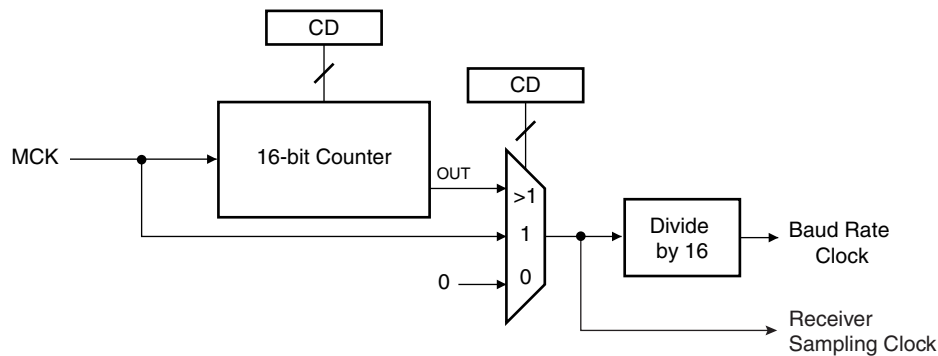 CD
CD
MCK
16-bit Counter
OUT
>1
1
0
0
Divide
by 16
Baud Rate
Clock
Receiver
Sampling Clock